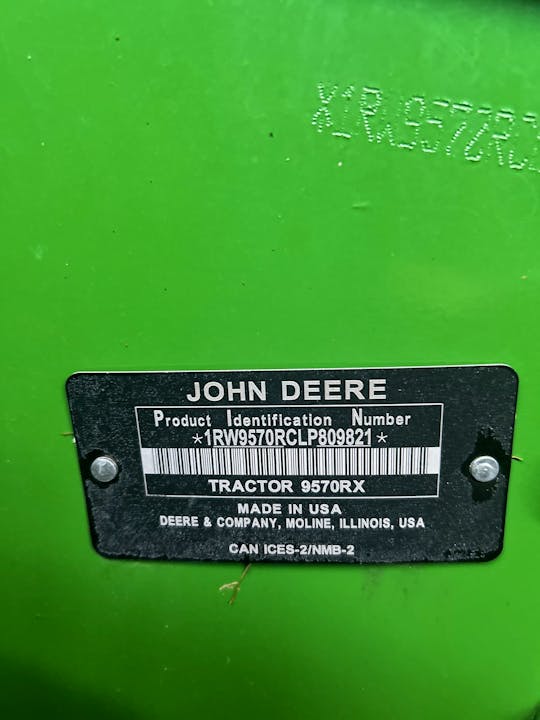 JOHN DEERE
Product Identification Number
*1RW9570RCLP809821*
TRACTOR 9570RX
MADE IN USA
DEERE & COMPANY, MOLINE, ILLINOIS, USA
CAN ICES-2/NMB-2